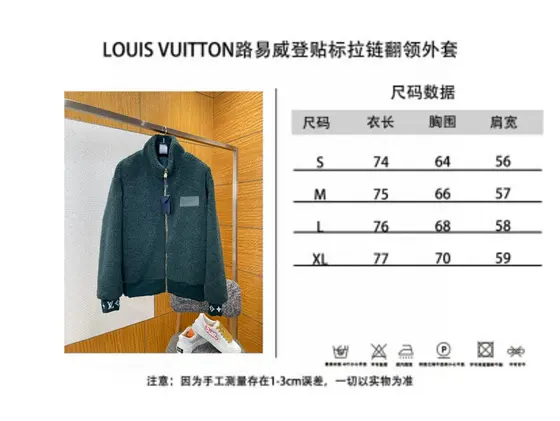 LOUIS VUITTON路易威登贴标拉链翻领外套
尺码数据
尺码 衣长 胸围 肩宽
S 74 64 56
M 75 66 57
L 76 68 58
XL 77 70 59
注意：因为手工测量存在1-3cm误差，一切以实物为准